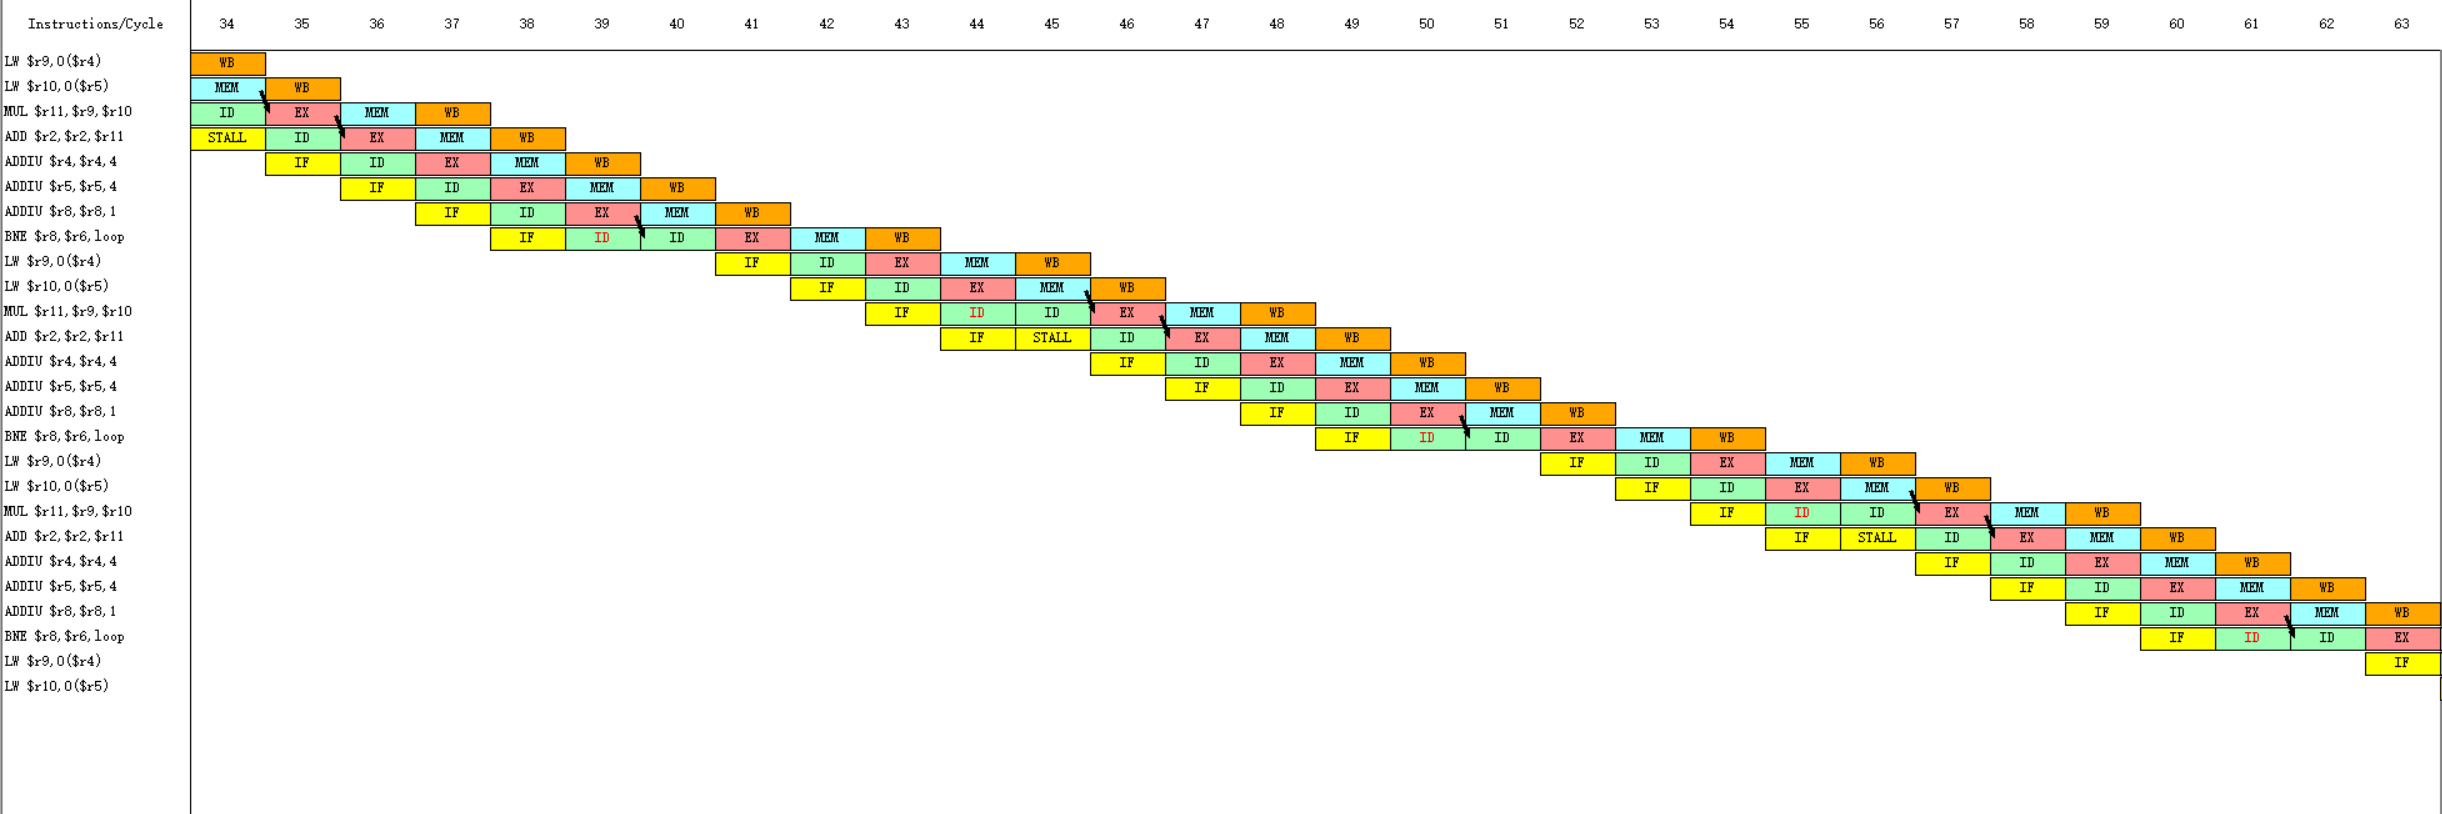 Instructions/Cycle 34 35 36 37 38 39 40 41 42 43 44 45 46 47 48 49 50 51 52 53 54 55 56 57 58 59 60 61 62 63
LW $r9,0($r4) WB
LW $r10,0($r5) MEM WB
MUL $r11,$r9,$r10 ID EX MEM WB
ADD $r2,$r2,$r11 STALL ID EX MEM WB
ADDIU $r4,$r4,4 IF ID EX MEM WB
ADDIU $r5,$r5,4 IF ID EX MEM WB
ADDIU $r8,$r8,1 IF ID EX MEM WB
BNE $r8,$r6,loop IF ID ID EX MEM WB
LW $r9,0($r4) IF ID EX MEM WB
LW $r10,0($r5) IF ID EX MEM WB
MUL $r11,$r9,$r10 IF ID ID EX MEM WB
ADD $r2,$r2,$r11 IF STALL ID EX MEM WB
ADDIU $r4,$r4,4 IF ID EX MEM WB
ADDIU $r5,$r5,4 IF ID EX MEM WB
ADDIU $r8,$r8,1 IF ID EX MEM WB
BNE $r8,$r6,loop IF ID ID EX MEM WB
LW $r9,0($r4) IF ID EX MEM WB
LW $r10,0($r5) IF ID EX MEM WB
MUL $r11,$r9,$r10 IF ID ID EX MEM WB
ADD $r2,$r2,$r11 IF STALL ID EX MEM WB
ADDIU $r4,$r4,4 IF ID EX MEM WB
ADDIU $r5,$r5,4 IF ID EX MEM WB
ADDIU $r8,$r8,1 IF ID EX MEM WB
BNE $r8,$r6,loop IF ID ID EX
LW $r9,0($r4) IF
LW $r10,0($r5)